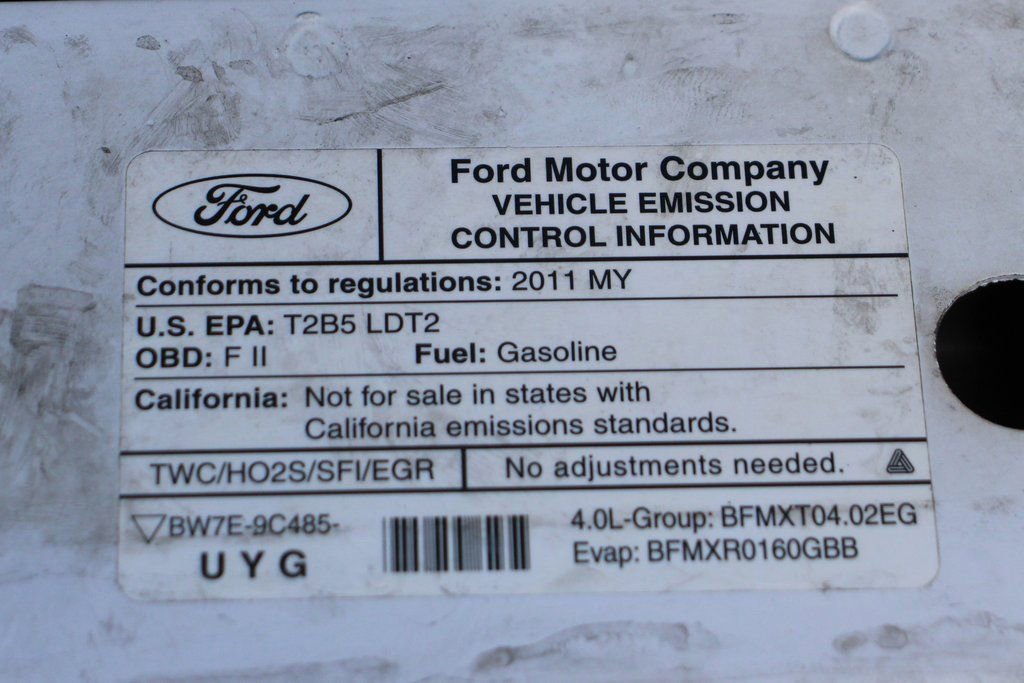 Ford
Ford Motor Company
VEHICLE EMISSION
CONTROL INFORMATION
Conforms to regulations: 2011 MY
U.S. EPA: T2B5 LDT2
OBD: F II Fuel: Gasoline
California: Not for sale in states with
California emissions standards.
TWC/HO2S/SFI/EGR No adjustments needed.
BW7E-9C485-
U Y G
4.0L-Group: BFMXT04.02EG
Evap: BFMXR0160GBB